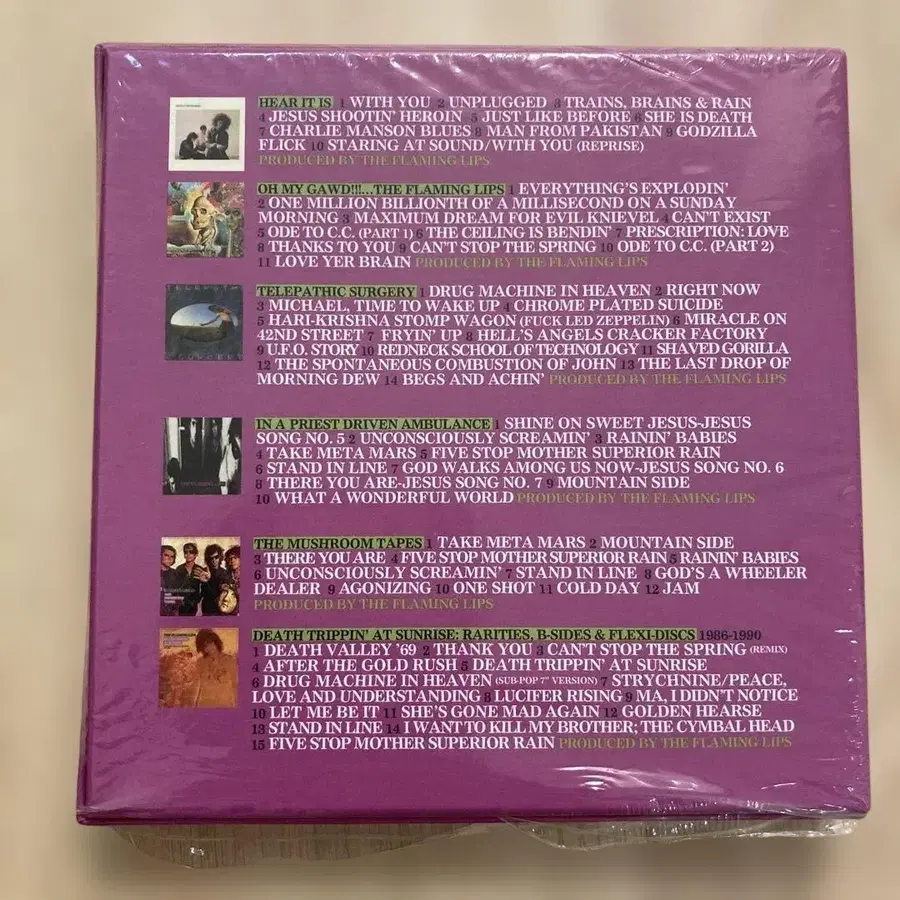 HEAR IT IS 1 WITH YOU 2 UNPLUGGED 3 TRAINS, BRAINS & RAIN
4 JESUS SHOOTIN' HEROIN 5 JUST LIKE BEFORE 6 SHE IS DEATH
7 CHARLIE MANSON BLUES 8 MAN FROM PAKISTAN 9 GODZILLA
FLICK 10 STARING AT SOUND/WITH YOU (REPRISE)
PRODUCED BY THE FLAMING LIPS
OH MY GAWD!!!...THE FLAMING LIPS 1 EVERYTHING'S EXPLODIN'
2 ONE MILLION BILLIONTH OF A MILLISECOND ON A SUNDAY
MORNING 3 MAXIMUM DREAM FOR EVIL KNIEVEL 4 CAN'T EXIST
5 ODE TO C.C. (PART 1) 6 THE CEILING IS BENDIN' 7 PRESCRIPTION: LOVE
8 THANKS TO YOU 9 CAN'T STOP THE SPRING 10 ODE TO C.C. (PART 2)
11 LOVE YER BRAIN PRODUCED BY THE FLAMING LIPS
TELEPATHIC SURGERY 1 DRUG MACHINE IN HEAVEN 2 RIGHT NOW
3 MICHAEL, TIME TO WAKE UP 4 CHROME PLATED SUICIDE
5 HARI-KRISHNA STOMP WAGON (FUCK LED ZEPPELIN) 6 MIRACLE ON
42ND STREET 7 FRYIN' UP 8 HELL'S ANGELS CRACKER FACTORY
9 U.F.O. STORY 10 REDNECK SCHOOL OF TECHNOLOGY 11 SHAVED GORILLA
12 THE SPONTANEOUS COMBUSTION OF JOHN 13 THE LAST DROP OF
MORNING DEW 14 BEGS AND ACHIN' PRODUCED BY THE FLAMING LIPS
IN A PRIEST DRIVEN AMBULANCE 1 SHINE ON SWEET JESUS-JESUS
SONG NO. 5 2 UNCONSCIOUSLY SCREAMIN' 3 RAININ' BABIES
4 TAKE META MARS 5 FIVE STOP MOTHER SUPERIOR RAIN
6 STAND IN LINE 7 GOD WALKS AMONG US NOW-JESUS SONG NO. 6
8 THERE YOU ARE-JESUS SONG NO. 7 9 MOUNTAIN SIDE
10 WHAT A WONDERFUL WORLD PRODUCED BY THE FLAMING LIPS
THE MUSHROOM TAPES 1 TAKE META MARS 2 MOUNTAIN SIDE
3 THERE YOU ARE 4 FIVE STOP MOTHER SUPERIOR RAIN 5 RAININ' BABIES
6 UNCONSCIOUSLY SCREAMIN' 7 STAND IN LINE 8 GOD'S A WHEELER
DEALER 9 AGONIZING 10 ONE SHOT 11 COLD DAY 12 JAM
PRODUCED BY THE FLAMING LIPS
DEATH TRIPPIN' AT SUNRISE: RARITIES, B-SIDES & FLEXI-DISCS 1986-1990
1 DEATH VALLEY '69 2 THANK YOU 3 CAN'T STOP THE SPRING (REMIX)
4 AFTER THE GOLD RUSH 5 DEATH TRIPPIN' AT SUNRISE
6 DRUG MACHINE IN HEAVEN (SUB-POP 7" VERSION) 7 STRYCHNINE/PEACE,
LOVE AND UNDERSTANDING 8 LUCIFER RISING 9 MA, I DIDN'T NOTICE
10 LET ME BE IT 11 SHE'S GONE MAD AGAIN 12 GOLDEN HEARSE
13 STAND IN LINE 14 I WANT TO KILL MY BROTHER; THE CYMBAL HEAD
15 FIVE STOP MOTHER SUPERIOR RAIN PRODUCED BY THE FLAMING LIPS